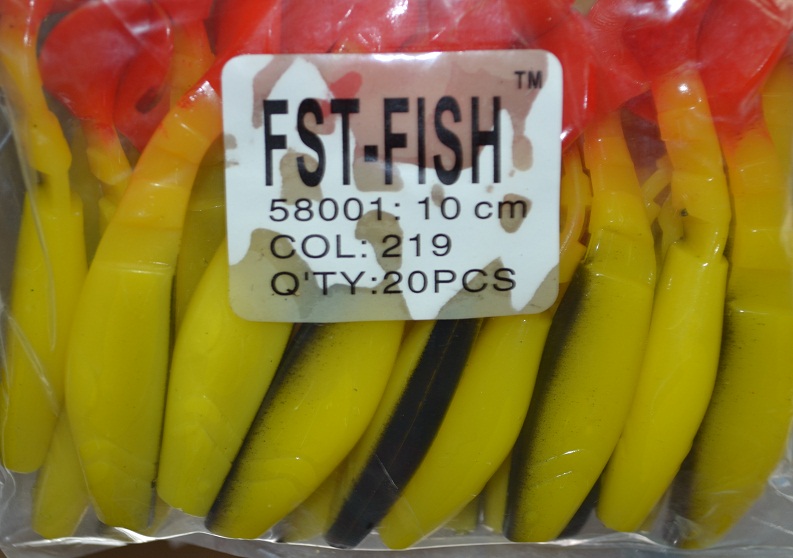 FST-FISH TM
58001: 10 cm
COL: 219
Q'TY:20PCS